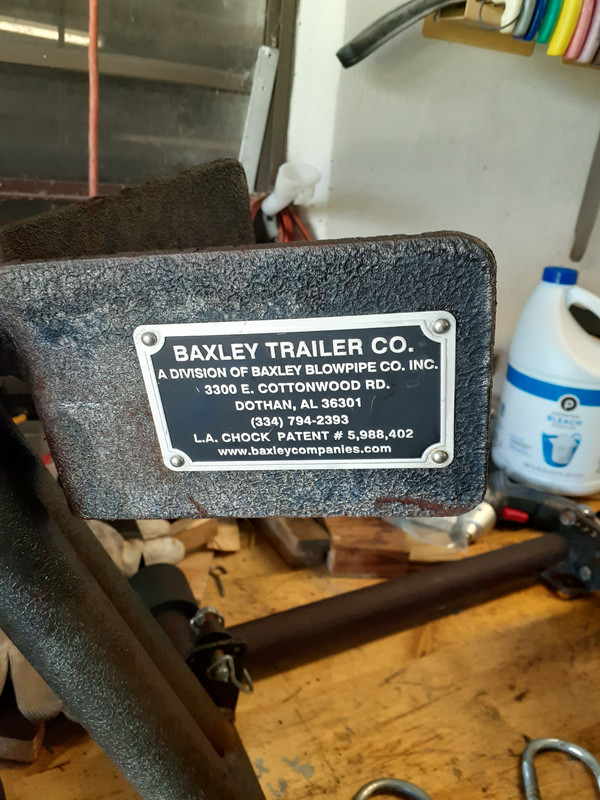 BAXLEY TRAILER CO.
A DIVISION OF BAXLEY BLOWPIPE CO. INC.
3300 E. COTTONWOOD RD.
DOTHAN, AL 36301
(334) 794-2393
L.A. CHOCK PATENT # 5,988,402
www.baxleycompanies.com
BLEACH